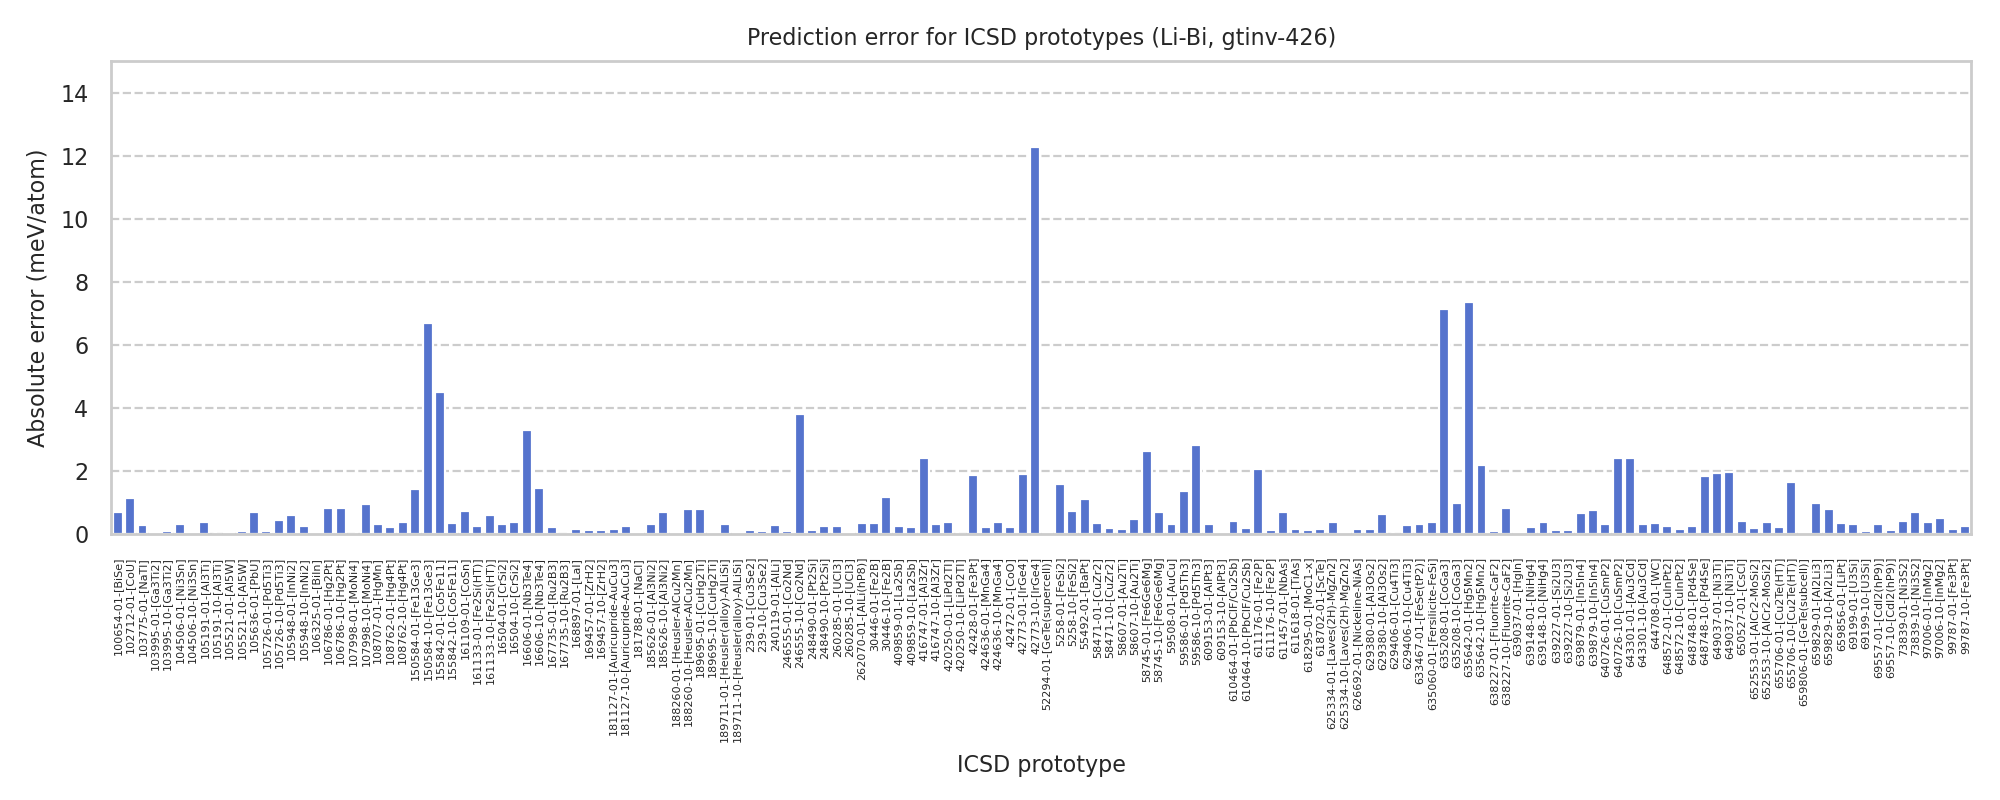 Prediction error for ICSD prototypes (Li-Bi, gtinv-426)
Absolute error (meV/atom)
14
12
10
8
6
4
2
0
100654-01-[BiSe]
102712-01-[CoU]
103775-01-[NaTl]
103995-01-[Ga3Ti2]
103995-10-[Ga3Ti2]
104506-01-[Ni3Sn]
104506-10-[Ni3Sn]
105191-01-[Al3Ti]
105191-10-[Al3Ti]
105521-01-[Al5W]
105521-10-[Al5W]
105636-01-[PbU]
105726-01-[Pd5Ti3]
105726-10-[Pd5Ti3]
105948-01-[InNi2]
105948-10-[InNi2]
106325-01-[BiIn]
106786-01-[Hg2Pt]
106786-10-[Hg2Pt]
107998-01-[MoNi4]
107998-10-[MoNi4]
108707-01-[HgMn]
108762-01-[Hg4Pt]
108762-10-[Hg4Pt]
150584-01-[Fe13Ge3]
150584-10-[Fe13Ge3]
155842-01-[Co5Fe11]
155842-10-[Co5Fe11]
161109-01-[CoSn]
161133-01-[Fe2Si(HT)]
161133-10-[Fe2Si(HT)]
16504-01-[CrSi2]
16504-10-[CrSi2]
16606-01-[Nb3Te4]
16606-10-[Nb3Te4]
167735-01-[Ru2B3]
167735-10-[Ru2B3]
168897-01-[LaI]
169457-01-[ZrH2]
169457-10-[ZrH2]
181127-01-[Auricupride-AuCu3]
181127-10-[Auricupride-AuCu3]
181788-01-[NaCl]
185626-01-[Al3Ni2]
185626-10-[Al3Ni2]
188260-01-[Heusler-AlCu2Mn]
188260-10-[Heusler-AlCu2Mn]
189695-01-[CuHg2Ti]
189695-10-[CuHg2Ti]
189711-01-[Heusler(alloy)-AlLiSi]
189711-10-[Heusler(alloy)-AlLiSi]
239-01-[Cu3Se2]
239-10-[Cu3Se2]
240119-01-[AlLi]
246555-01-[Co2Nd]
246555-10-[Co2Nd]
248490-01-[Pt2Si]
248490-10-[Pt2Si]
260285-01-[UCl3]
260285-10-[UCl3]
262070-01-[AlLi(hP8)]
30446-01-[Fe2B]
30446-10-[Fe2B]
409859-01-[La2Sb]
409859-10-[La2Sb]
416747-01-[Al3Zr]
416747-10-[Al3Zr]
420250-01-[LiPd2Tl]
420250-10-[LiPd2Tl]
42428-01-[Fe3Pt]
424636-01-[MnGa4]
424636-10-[MnGa4]
42472-01-[CoO]
42773-01-[IrGe4]
42773-10-[IrGe4]
52294-01-[GeTe(supercell)]
5258-01-[FeSi2]
5258-10-[FeSi2]
55492-01-[BaPt]
58471-01-[CuZr2]
58471-10-[CuZr2]
58607-01-[Au2Ti]
58607-10-[Au2Ti]
58745-01-[Fe6Ge6Mg]
58745-10-[Fe6Ge6Mg]
59508-01-[AuCu]
59586-01-[Pd5Th3]
59586-10-[Pd5Th3]
609153-01-[AlPt3]
609153-10-[AlPt3]
610464-01-[PbClF/Cu2Sb]
610464-10-[PbClF/Cu2Sb]
611176-01-[Fe2P]
611176-10-[Fe2P]
611457-01-[NbAs]
611618-01-[TiAs]
618295-01-[MoC1-x]
618702-01-[ScTe]
625334-01-[Laves(2H)-MgZn2]
625334-10-[Laves(2H)-MgZn2]
626692-01-[Nickeline-NiAs]
629380-01-[Al3Os2]
629380-10-[Al3Os2]
629406-01-[Cu4Ti3]
629406-10-[Cu4Ti3]
633467-01-[FeSe(tP2)]
635060-01-[Fersilicite-FeSi]
635208-01-[CoGa3]
635208-10-[CoGa3]
635642-01-[Hg5Mn2]
635642-10-[Hg5Mn2]
638227-01-[Fluorite-CaF2]
638227-10-[Fluorite-CaF2]
639037-01-[HgIn]
639148-01-[NiHg4]
639148-10-[NiHg4]
639227-01-[Si2U3]
639227-10-[Si2U3]
639879-01-[In5In4]
639879-10-[In5In4]
640726-01-[CuSmP2]
640726-10-[CuSmP2]
643301-01-[Au3Cd]
643301-10-[Au3Cd]
644708-01-[WC]
648572-01-[CuInPt2]
648572-10-[CuInPt2]
648748-01-[Pd4Se]
648748-10-[Pd4Se]
649037-01-[Ni3Ti]
649037-10-[Ni3Ti]
650527-01-[CsCl]
652553-01-[AlCr2-MoSi2]
652553-10-[AlCr2-MoSi2]
655706-01-[Cu2Te(HT)]
655706-10-[Cu2Te(HT)]
659806-01-[GeTe(subcell)]
659829-01-[Al2Li3]
659829-10-[Al2Li3]
659856-01-[LiPt]
69199-01-[U3Si]
69199-10-[U3Si]
69557-01-[CdI2(hP9)]
69557-10-[CdI2(hP9)]
73839-01-[Ni3S2]
73839-10-[Ni3S2]
97006-01-[InMg2]
97006-10-[InMg2]
99787-01-[Fe3Pt]
99787-10-[Fe3Pt]
ICSD prototype